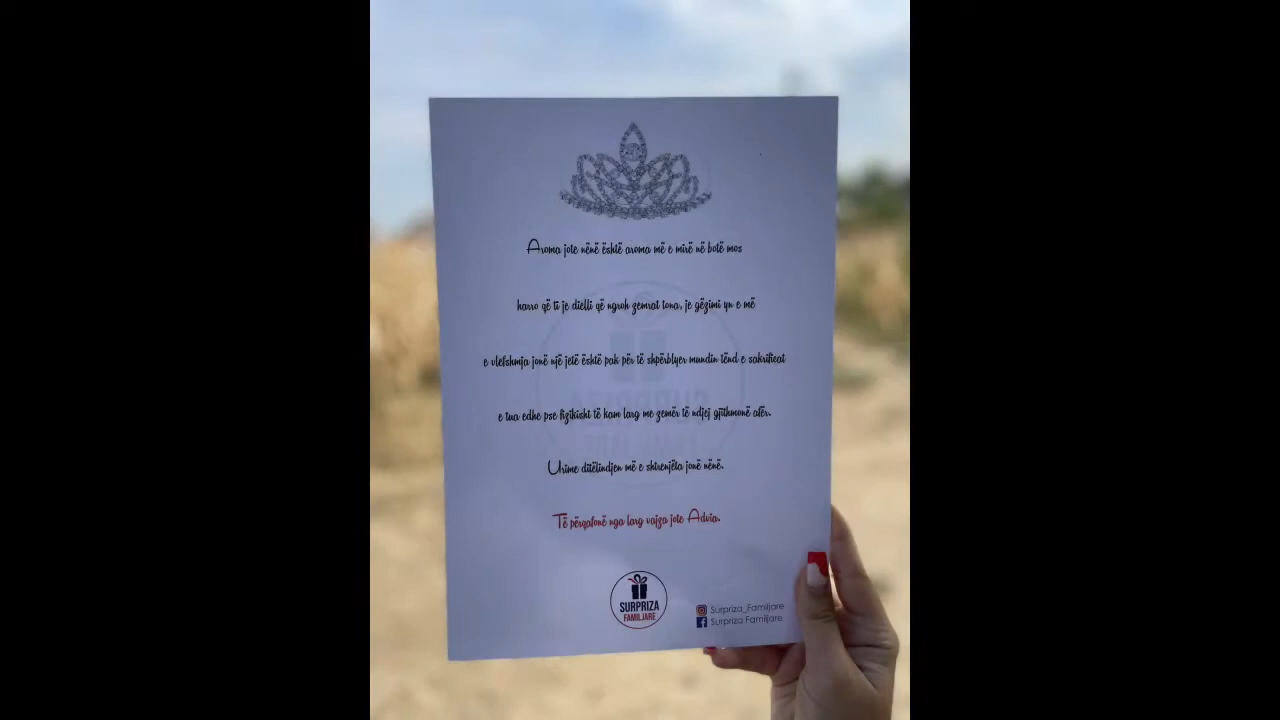 Aroma jote nënë është aroma më e mirë në botë mos
harro që ti je dielli që ngroh zemrat tona, je gëzimi yn e më
e vlefshmja jonë një jetë është pak për të shpërblyer mundin tënd e sakrificat
e tua edhe pse fizikisht të kam larg me zemër të ndjej gjithmonë afër.
Urime ditëlindjen më e shtrenjëta jonë nënë.
Të përqafonë nga larg vajza jote Advia.
SURPRIZA
FAMILJARE
Surpriza_Familjare
Surpriza Familjare